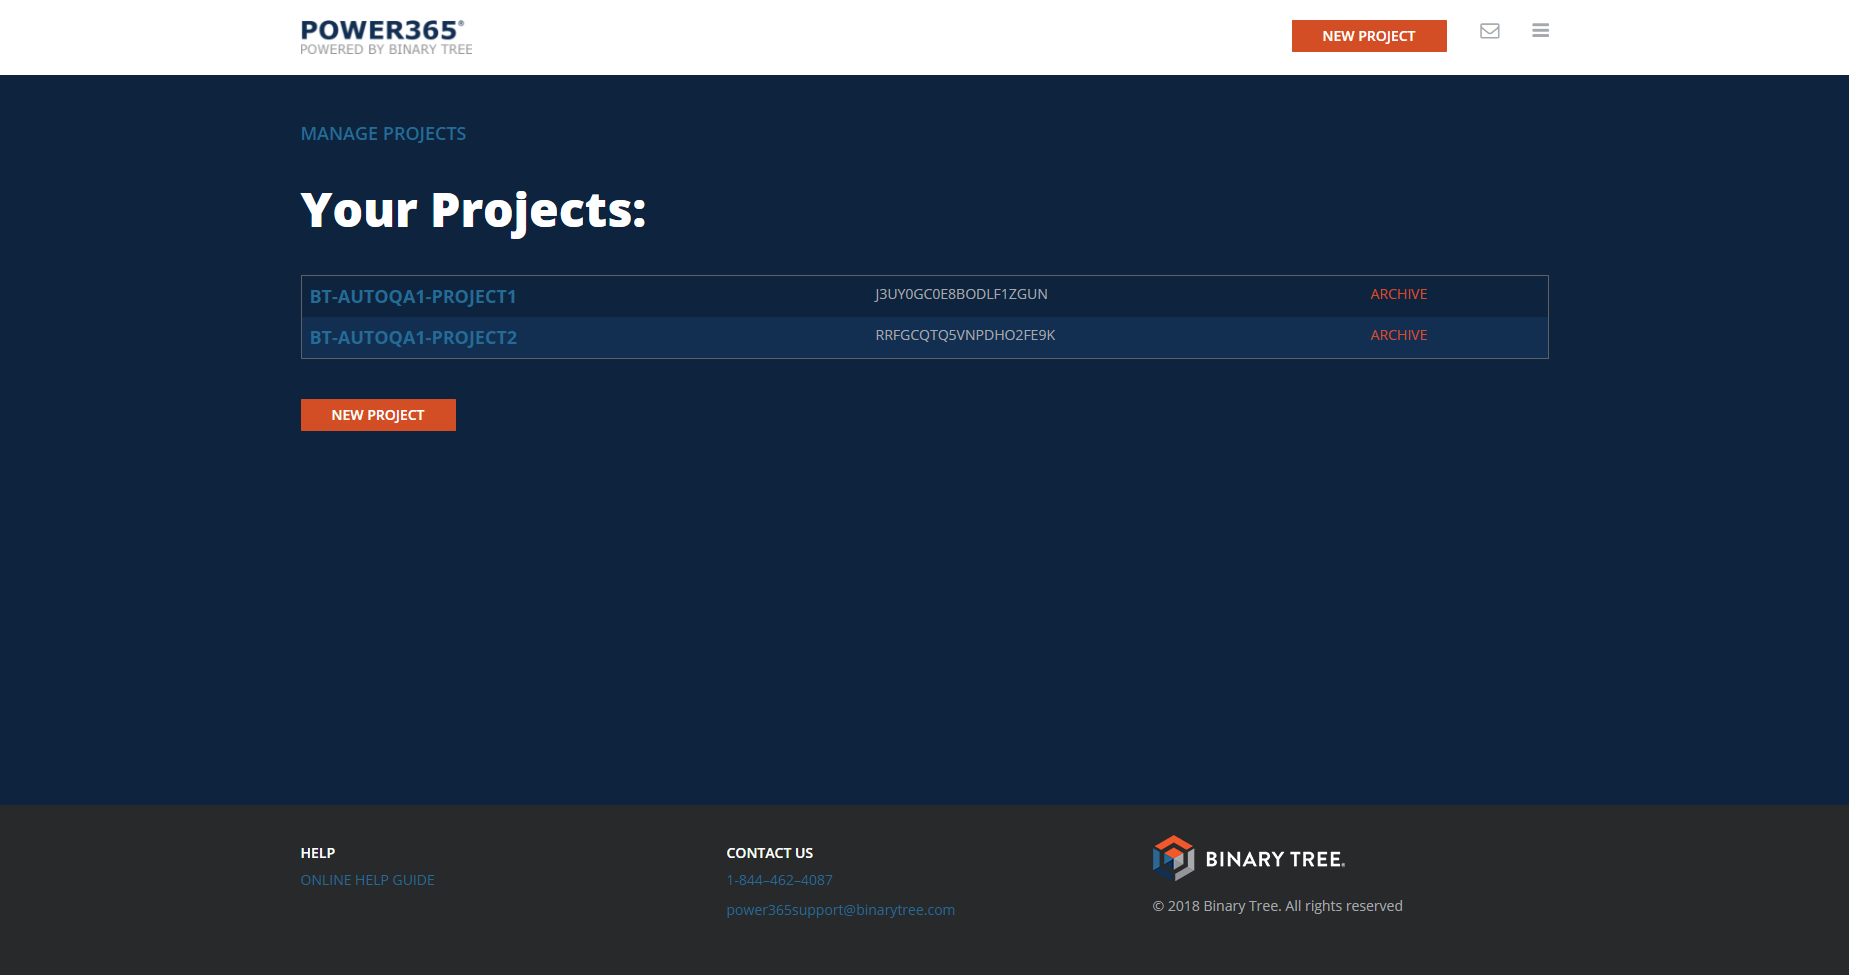 POWER365®
POWERED BY BINARY TREE
NEW PROJECT
MANAGE PROJECTS
Your Projects:
BT-AUTOQA1-PROJECT1 J3UY0GC0E8BODLF1ZGUN ARCHIVE
BT-AUTOQA1-PROJECT2 RRFGCQTQ5VNPDHO2FE9K ARCHIVE
NEW PROJECT
HELP
ONLINE HELP GUIDE
CONTACT US
1-844–462–4087
power365support@binarytree.com
BINARY TREE.
© 2018 Binary Tree. All rights reserved